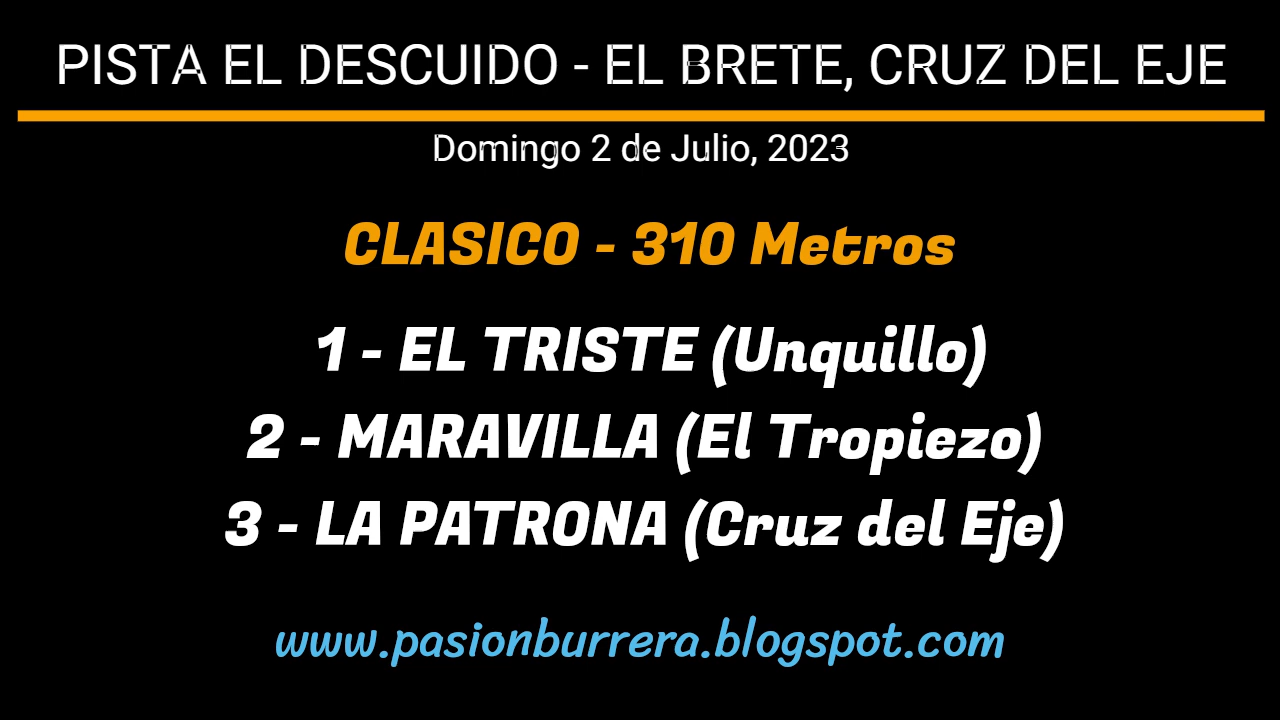 PISTA EL DESCUIDO - EL BRETE, CRUZ DEL EJE
Domingo 2 de Julio, 2023
CLASICO - 310 Metros
1 - EL TRISTE (Unquillo)
2 - MARAVILLA (El Tropiezo)
3 - LA PATRONA (Cruz del Eje)
www.pasionburrera.blogspot.com